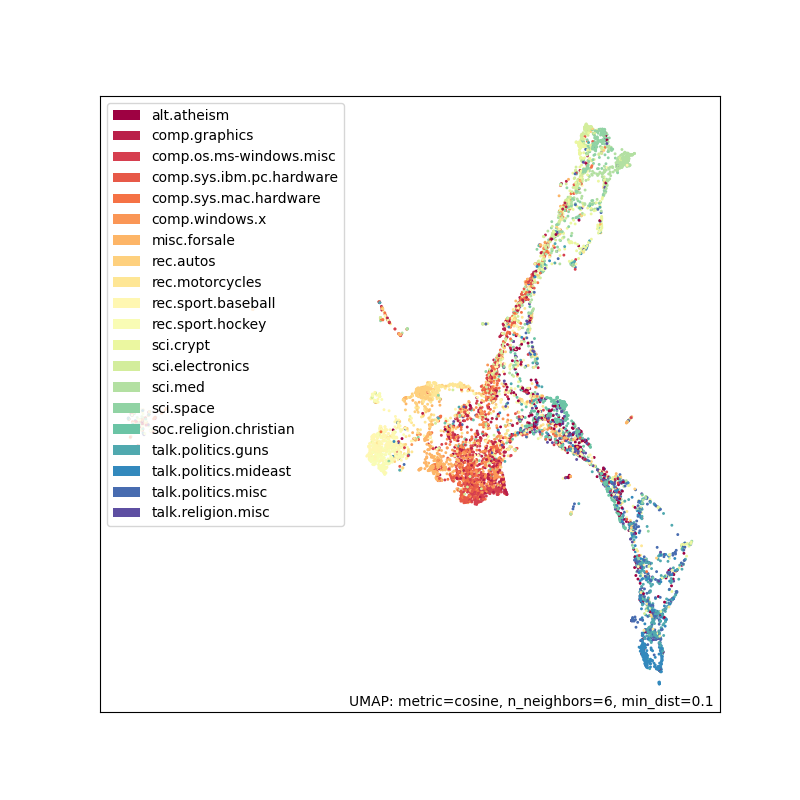 alt.atheism
comp.graphics
comp.os.ms-windows.misc
comp.sys.ibm.pc.hardware
comp.sys.mac.hardware
comp.windows.x
misc.forsale
rec.autos
rec.motorcycles
rec.sport.baseball
rec.sport.hockey
sci.crypt
sci.electronics
sci.med
sci.space
soc.religion.christian
talk.politics.guns
talk.politics.mideast
talk.politics.misc
talk.religion.misc
UMAP: metric=cosine, n_neighbors=6, min_dist=0.1